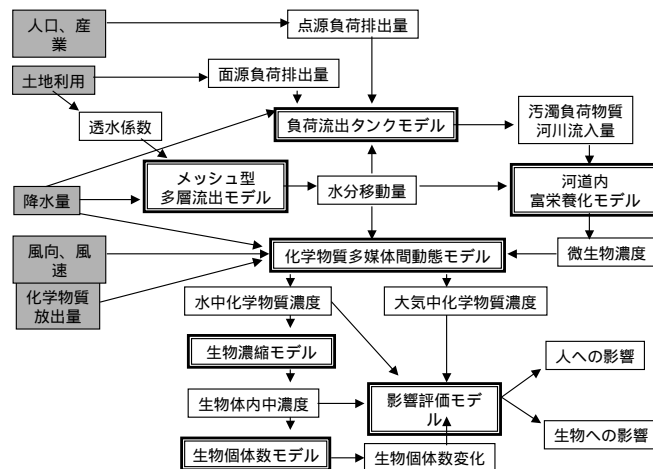 人口、産
業
点源負荷排出量
土地利用
面源負荷排出量
透水係数
負荷流出タンクモデル
汚濁負荷物質
河川流入量
メッシュ型
多層流出モデル
降水量
水分移動量
河道内
富栄養化モデル
風向、風
速
化学物質多媒体間動態モデル
微生物濃度
化学物質
放出量
水中化学物質濃度
大気中化学物質濃度
生物濃縮モデル
人への影響
生物体内中濃度
影響評価モデ
ル
生物への影響
生物個体数モデル
生物個体数変化